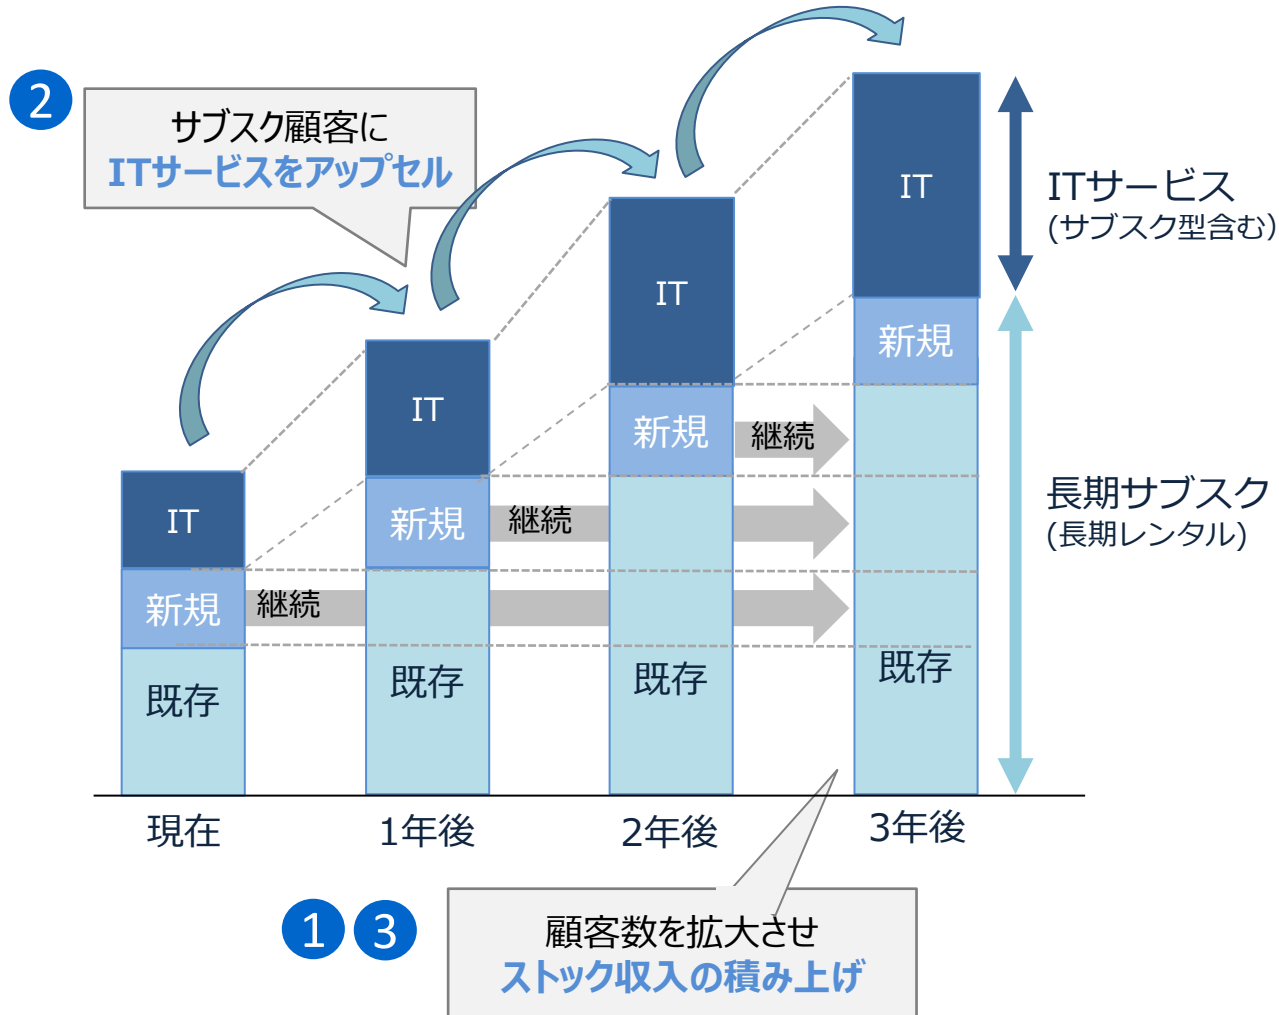 2
サブスク顧客に
ITサービスをアップセル
IT
ITサービス
(サブスク型含む)
IT
新規
IT
新規
継続
IT
新規
継続
長期サブスク
(長期レンタル)
新規
継続
既存
既存
既存
既存
現在
1年後
2年後
3年後
1 3
顧客数を拡大させ
ストック収入の積み上げ